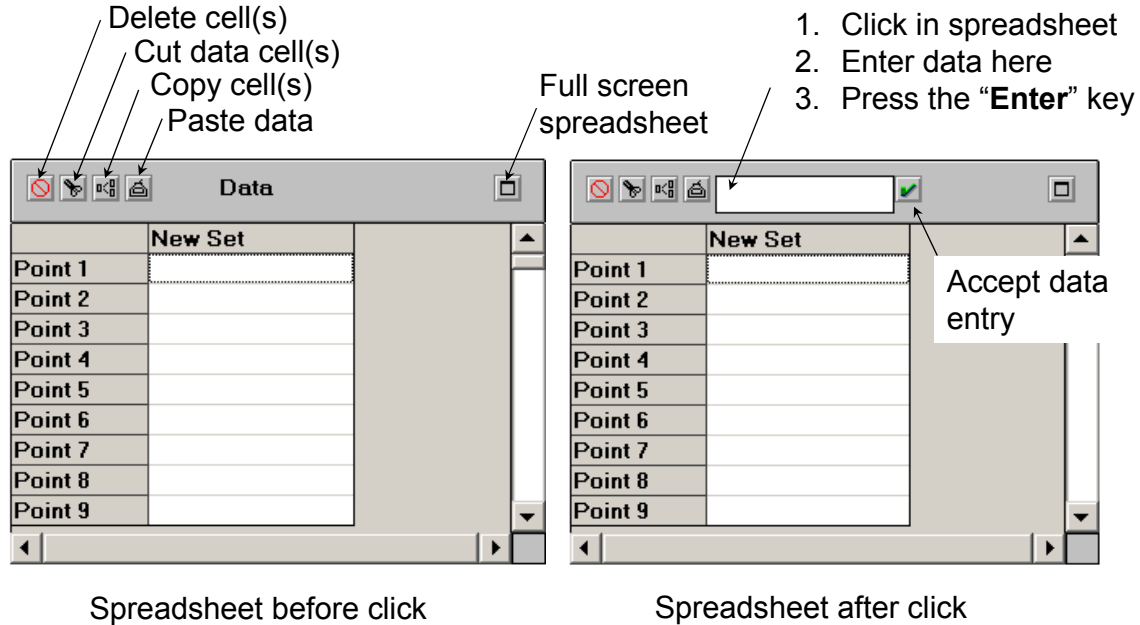 Delete cell(s)
Cut data cell(s)
Copy cell(s)
Paste data
Full screen
spreadsheet
1. Click in spreadsheet
2. Enter data here
3. Press the “Enter” key
Data
New Set
Point 1
Point 2
Point 3
Point 4
Point 5
Point 6
Point 7
Point 8
Point 9
New Set
Point 1
Point 2
Point 3
Point 4
Point 5
Point 6
Point 7
Point 8
Point 9
Accept data
entry
Spreadsheet before click
Spreadsheet after click